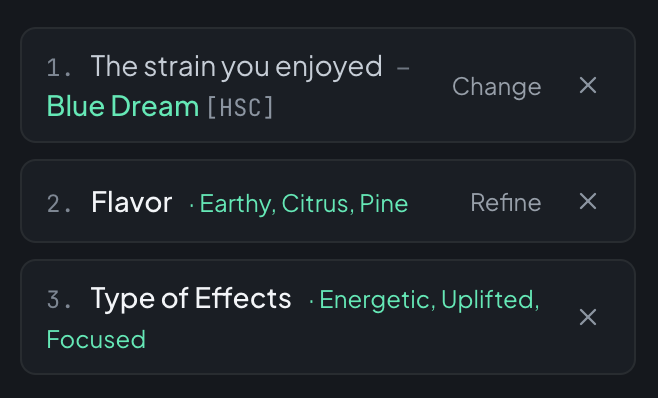 1. The strain you enjoyed – Change ×
Blue Dream [HSC]
2. Flavor · Earthy, Citrus, Pine Refine ×
3. Type of Effects · Energetic, Uplifted, ×
Focused